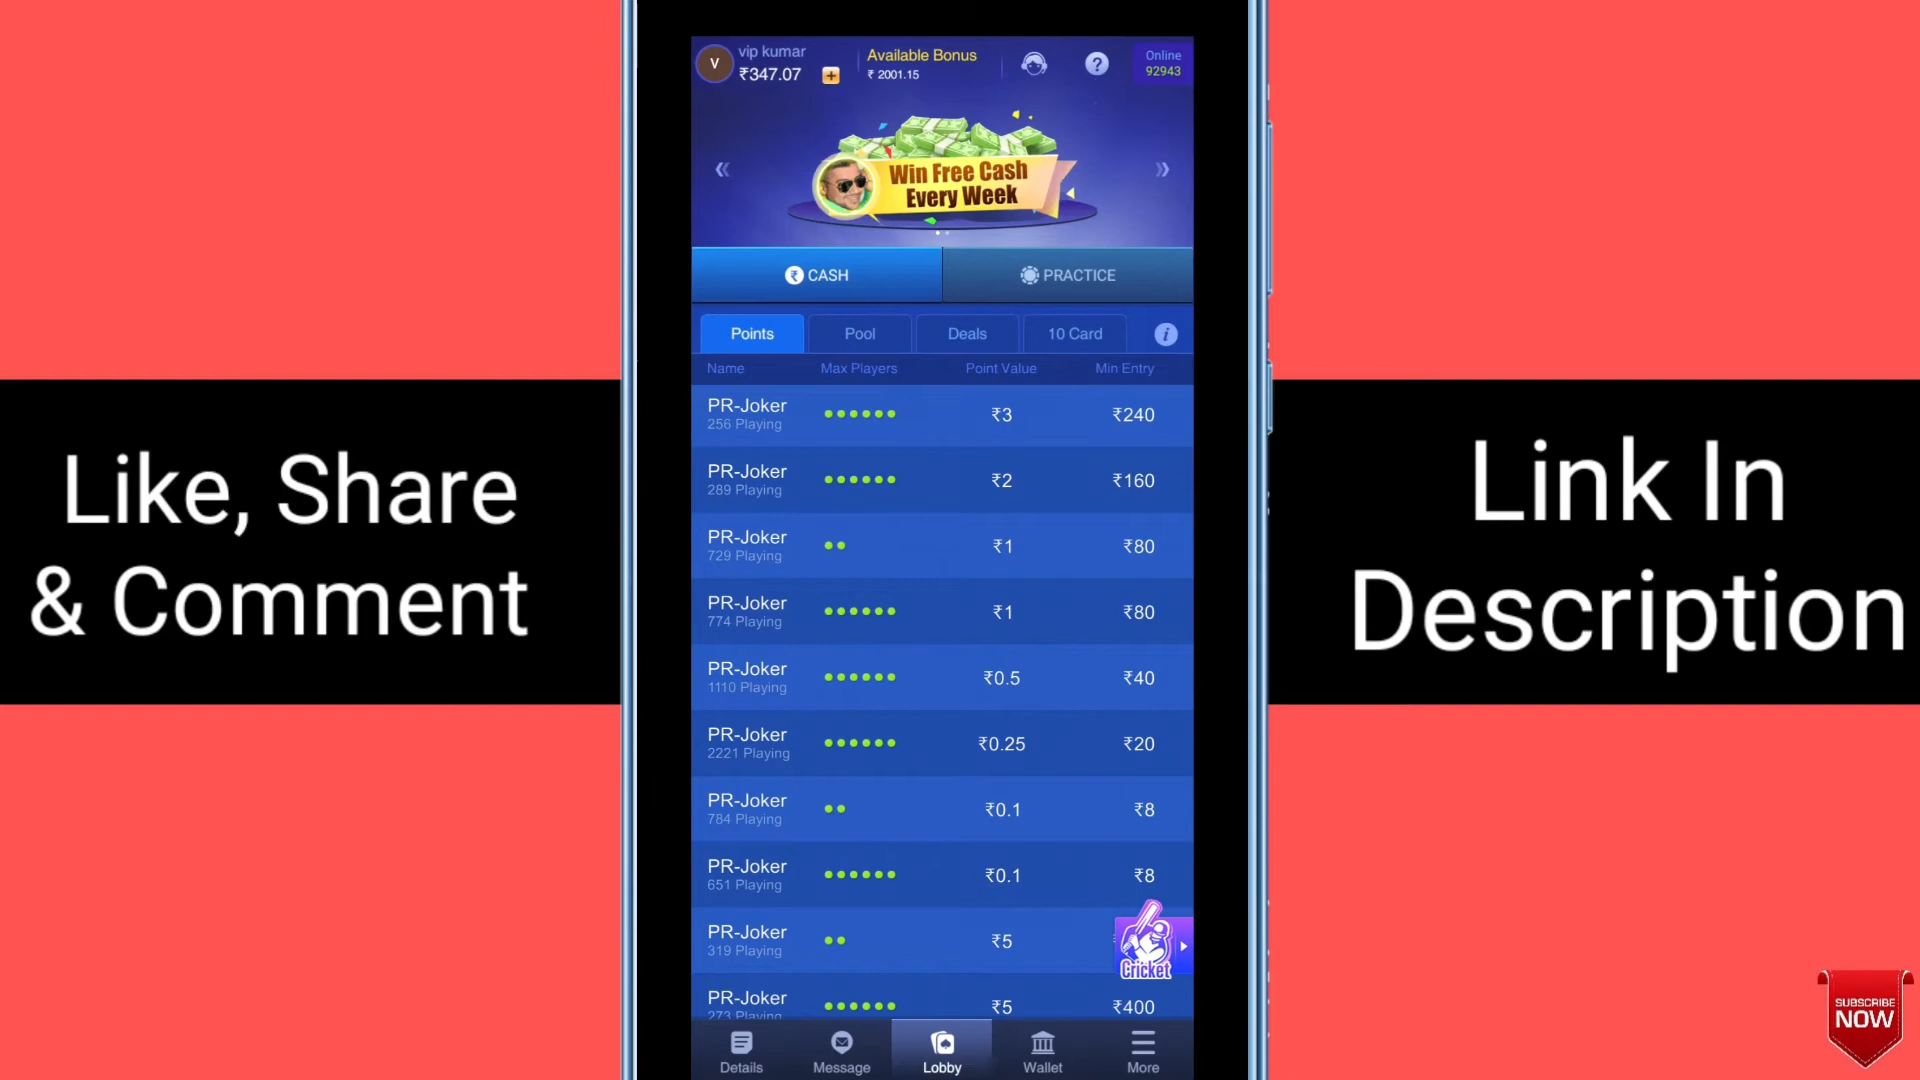 V
vip kumar
₹347.07
Available Bonus
₹ 2001.15
?
Online
92943
Win Free Cash
Every Week
₹ CASH
PRACTICE
Points
Pool
Deals
10 Card
i
Name
Max Players
Point Value
Min Entry
PR-Joker
256 Playing
₹3
₹240
PR-Joker
289 Playing
₹2
₹160
PR-Joker
729 Playing
₹1
₹80
PR-Joker
774 Playing
₹1
₹80
PR-Joker
1110 Playing
₹0.5
₹40
PR-Joker
2221 Playing
₹0.25
₹20
PR-Joker
784 Playing
₹0.1
₹8
PR-Joker
651 Playing
₹0.1
₹8
PR-Joker
319 Playing
₹5
Cricket
PR-Joker
273 Playing
₹5
₹400
Details
Message
Lobby
Wallet
More
Like, Share
& Comment
Link In
Description
SUBSCRIBE
NOW